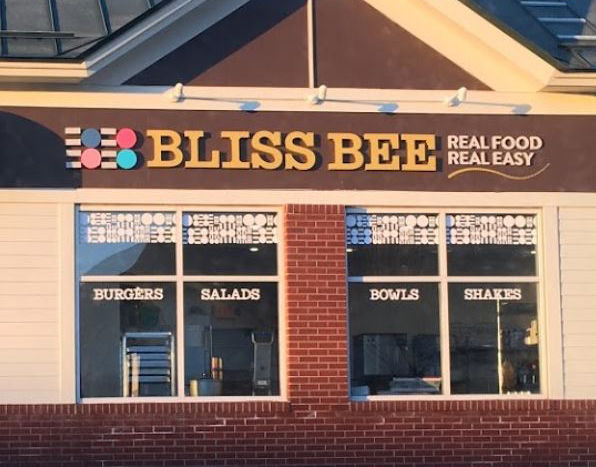 BLISS BEE
REAL FOOD
REAL EASY
BURGERS
SALADS
BOWLS
SHAKES